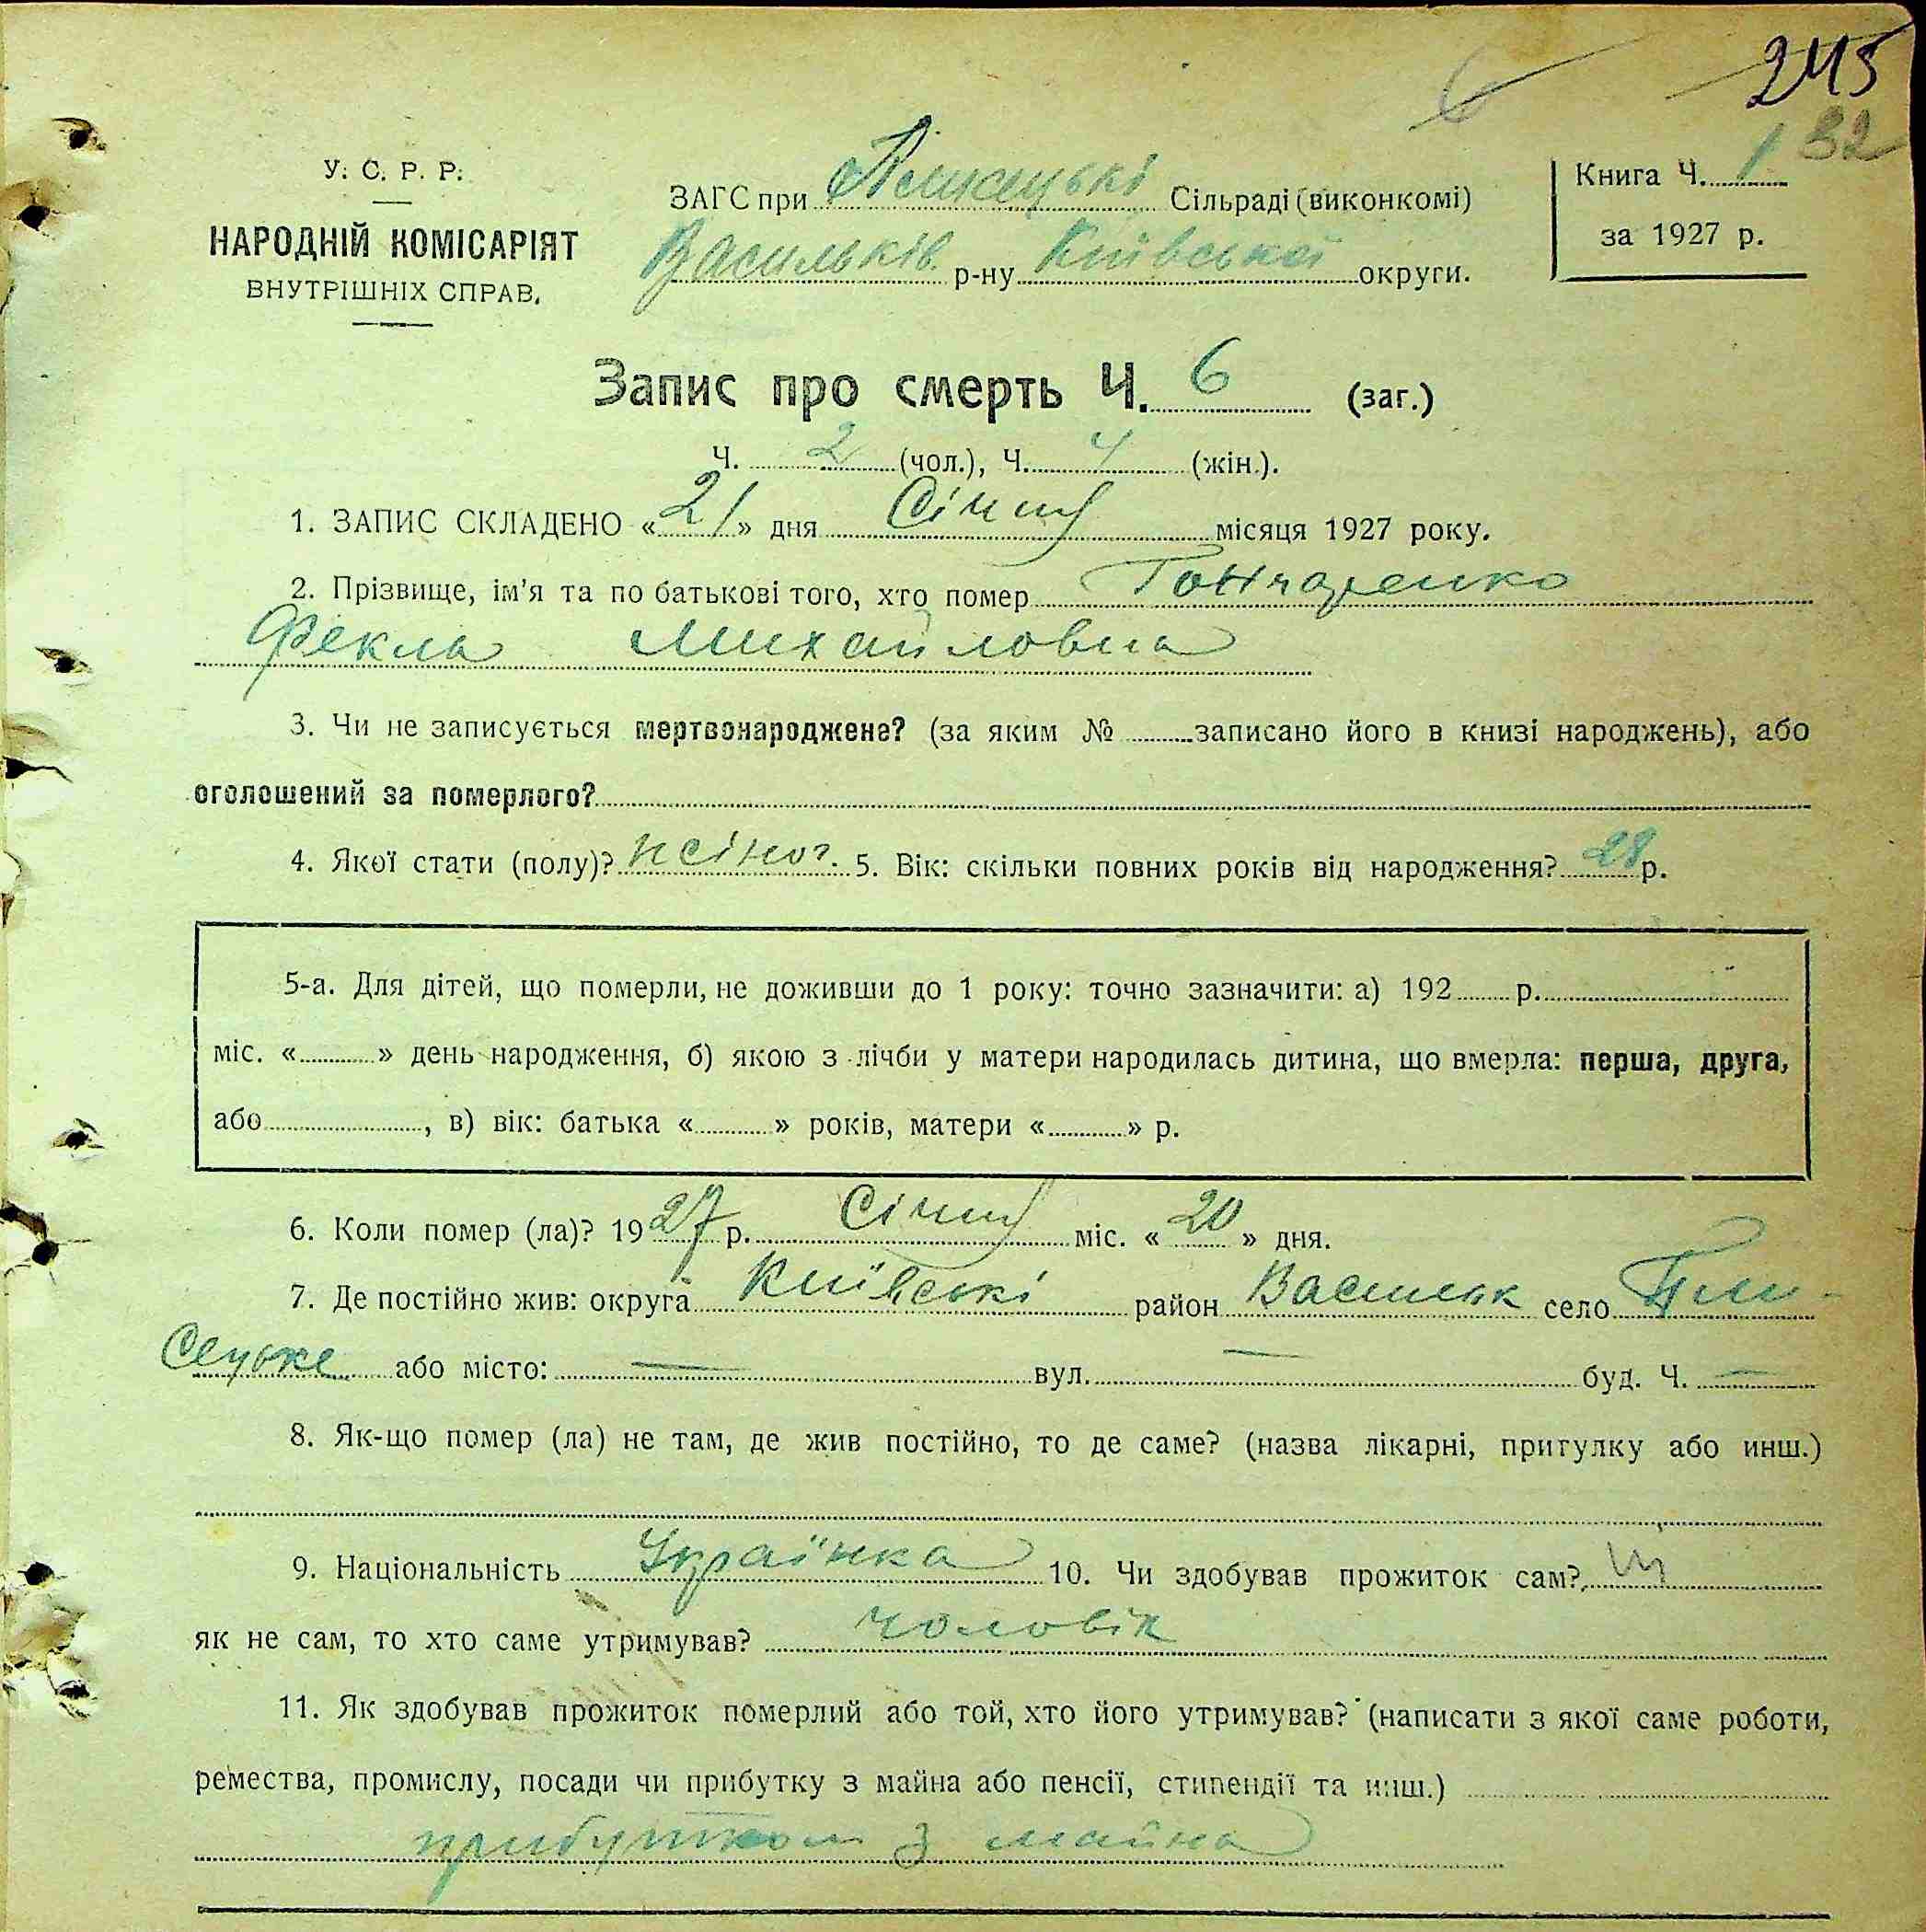 245
6
1 32
У. С. Р. Р.
НАРОДНІЙ КОМІСАРІЯТ
ВНУТРІШНІХ СПРАВ.
ЗАГС при Плисецькі Сільраді (виконкомі)
Васильків. р-ну Київської округи.
Книга Ч. 1
за 1927 р.
Запис про смерть Ч. 6 (заг.)
Ч. 2 (чол.), Ч. 4 (жін.).
1. ЗАПИС СКЛАДЕНО «21» дня Січня місяця 1927 року.
2. Прізвище, ім'я та по батькові того, хто помер Гончаренко
Фекла Михайловна
3. Чи не записується мертвонароджене? (за яким № записано його в книзі народжень), або
оголошений за померлого?
4. Якої стати (полу)? жіноч. 5. Вік: скільки повних років від народження? 28 р.
5-а. Для дітей, що померли, не доживши до 1 року: точно зазначити: а) 192 р.
міс. « » день народження, б) якою з лічби у матери народилась дитина, що вмерла: перша, друга,
або , в) вік: батька « » років, матери « » р.
6. Коли помер (ла)? 1927 р. Січня міс. «20» дня.
7. Де постійно жив: округа Київські район Васильк село Пли-
сецьке або місто: — вул. — буд. Ч. —
8. Як-що помер (ла) не там, де жив постійно, то де саме? (назва лікарні, притулку або инш.)
9. Національність Українка 10. Чи здобував прожиток сам?
як не сам, то хто саме утримував? чоловік
11. Як здобував прожиток померлий або той, хто його утримував? (написати з якої саме роботи,
ремества, промислу, посади чи прибутку з майна або пенсії, стипендії та инш.)
прибутком з майна